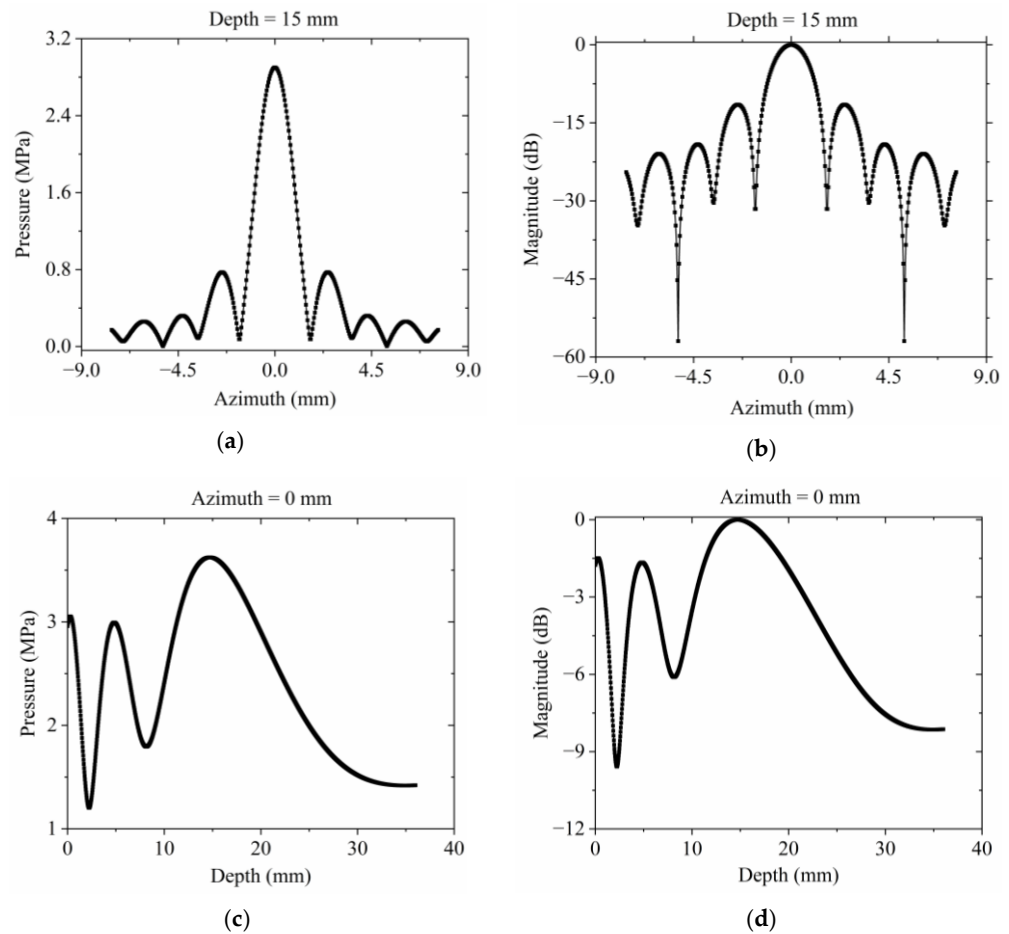 Depth = 15 mm
3.2
2.4
1.6
0.8
0.0
Pressure (MPa)
−9.0 −4.5 0.0 4.5 9.0
Azimuth (mm)
(a)
Depth = 15 mm
0
−15
−30
−45
−60
Magnitude (dB)
−9.0 −4.5 0.0 4.5 9.0
Azimuth (mm)
(b)
Azimuth = 0 mm
4
3
2
1
Pressure (MPa)
0 10 20 30 40
Depth (mm)
(c)
Azimuth = 0 mm
0
−3
−6
−9
−12
Magnitude (dB)
0 10 20 30 40
Depth (mm)
(d)